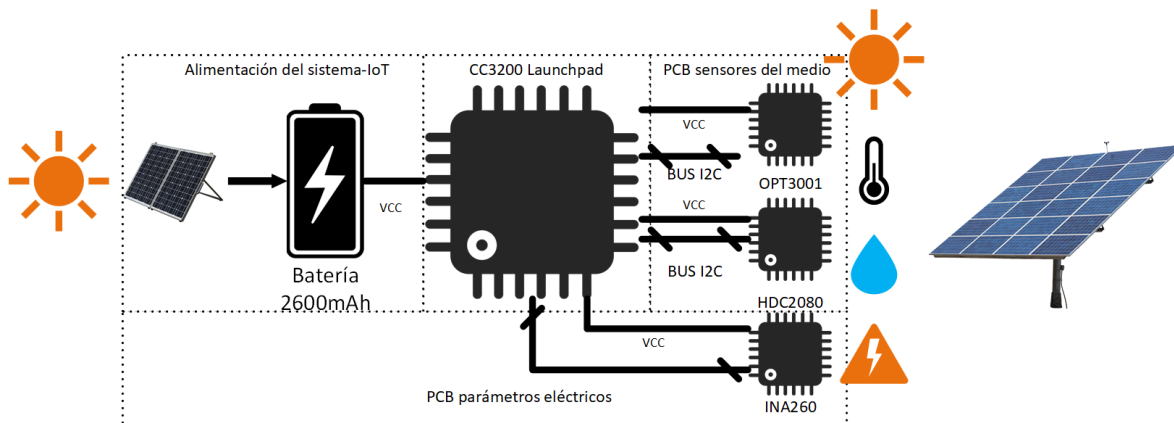 Alimentación del sistema-IoT
CC3200 Launchpad
PCB sensores del medio
VCC
BUS I2C
OPT3001
VCC
VCC
BUS I2C
Batería
2600mAh
HDC2080
VCC
PCB parámetros eléctricos
INA260